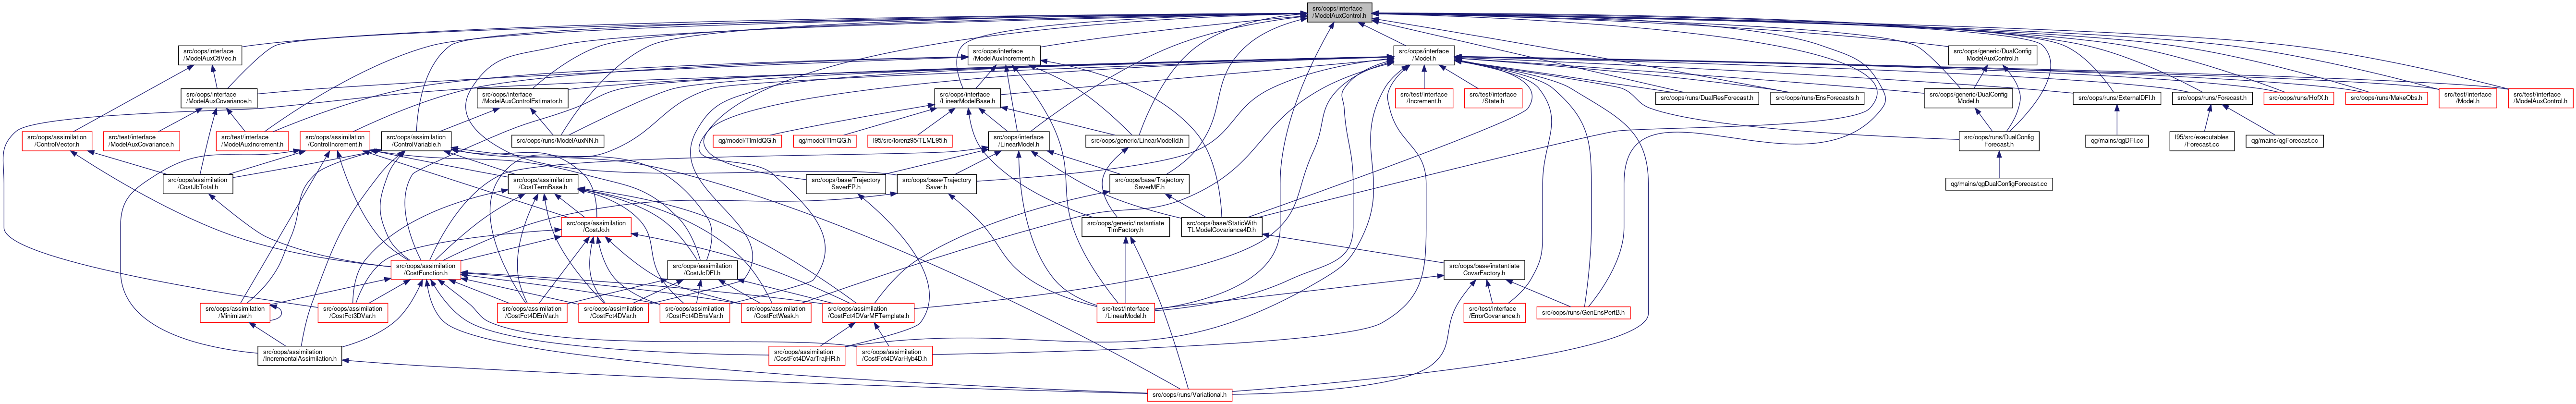 src/oops/interface
/ModelAuxControl.h
src/oops/interface
/ModelAuxCtlVec.h
src/oops/interface
/ModelAuxIncrement.h
src/oops/interface
/Model.h
src/oops/generic/DualConfig
ModelAuxControl.h
src/oops/interface
/ModelAuxCovariance.h
src/oops/interface
/ModelAuxControlEstimator.h
src/oops/interface
/LinearModelBase.h
src/test/interface
/Increment.h
src/test/interface
/State.h
src/oops/runs/DualResForecast.h
src/oops/runs/EnsForecasts.h
src/oops/generic/DualConfig
Model.h
src/oops/runs/ExternalDFI.h
src/oops/runs/Forecast.h
src/oops/runs/HofX.h
src/oops/runs/MakeObs.h
src/test/interface
/Model.h
src/test/interface
/ModelAuxControl.h
src/oops/assimilation
/ControlVector.h
src/test/interface
/ModelAuxCovariance.h
src/test/interface
/ModelAuxIncrement.h
src/oops/assimilation
/ControlIncrement.h
src/oops/assimilation
/ControlVariable.h
src/oops/runs/ModelAuxNN.h
qg/model/TlmIdQG.h
qg/model/TlmQG.h
l95/src/lorenz95/TLML95.h
src/oops/interface
/LinearModel.h
src/oops/generic/LinearModelId.h
src/oops/runs/DualConfig
Forecast.h
qg/mains/qgDFI.cc
l95/src/executables
/Forecast.cc
qg/mains/qgForecast.cc
src/oops/assimilation
/CostJbTotal.h
src/oops/assimilation
/CostTermBase.h
src/oops/base/Trajectory
SaverFP.h
src/oops/base/Trajectory
Saver.h
src/oops/base/Trajectory
SaverMF.h
qg/mains/qgDualConfigForecast.cc
src/oops/assimilation
/CostJo.h
src/oops/generic/instantiate
TlmFactory.h
src/oops/base/StaticWith
TLModelCovariance4D.h
src/oops/assimilation
/CostFunction.h
src/oops/assimilation
/CostJcDFI.h
src/oops/base/instantiate
CovarFactory.h
src/oops/assimilation
/Minimizer.h
src/oops/assimilation
/CostFct3DVar.h
src/oops/assimilation
/CostFct4DEnVar.h
src/oops/assimilation
/CostFct4DVar.h
src/oops/assimilation
/CostFct4DEnsVar.h
src/oops/assimilation
/CostFctWeak.h
src/oops/assimilation
/CostFct4DVarMFTemplate.h
src/test/interface
/LinearModel.h
src/test/interface
/ErrorCovariance.h
src/oops/runs/GenEnsPertB.h
src/oops/assimilation
/IncrementalAssimilation.h
src/oops/assimilation
/CostFct4DVarTrajHR.h
src/oops/assimilation
/CostFct4DVarHyb4D.h
src/oops/runs/Variational.h